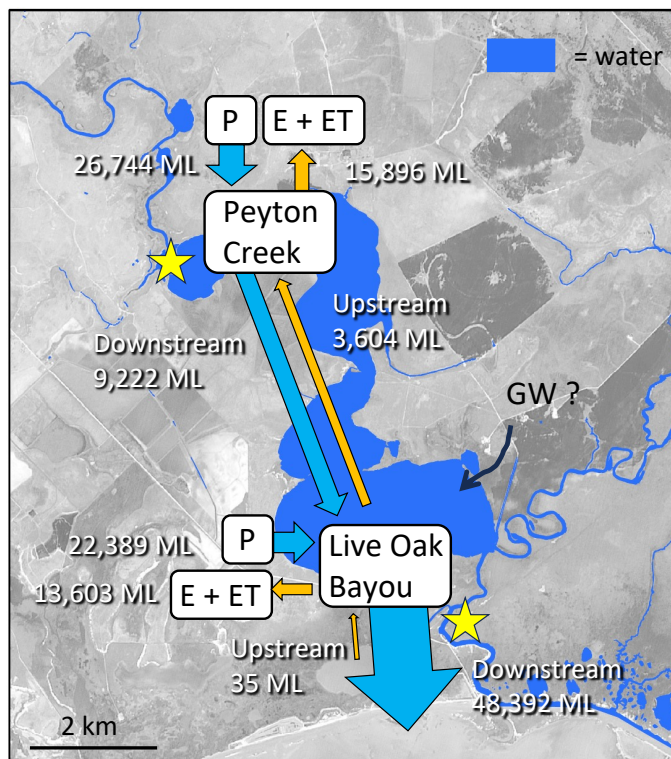 = water
P
E + ET
26,744 ML
15,896 ML
Peyton
Creek
Upstream
3,604 ML
Downstream
9,222 ML
GW ?
P
22,389 ML
Live Oak
Bayou
13,603 ML
E + ET
Upstream
35 ML
Downstream
48,392 ML
2 km